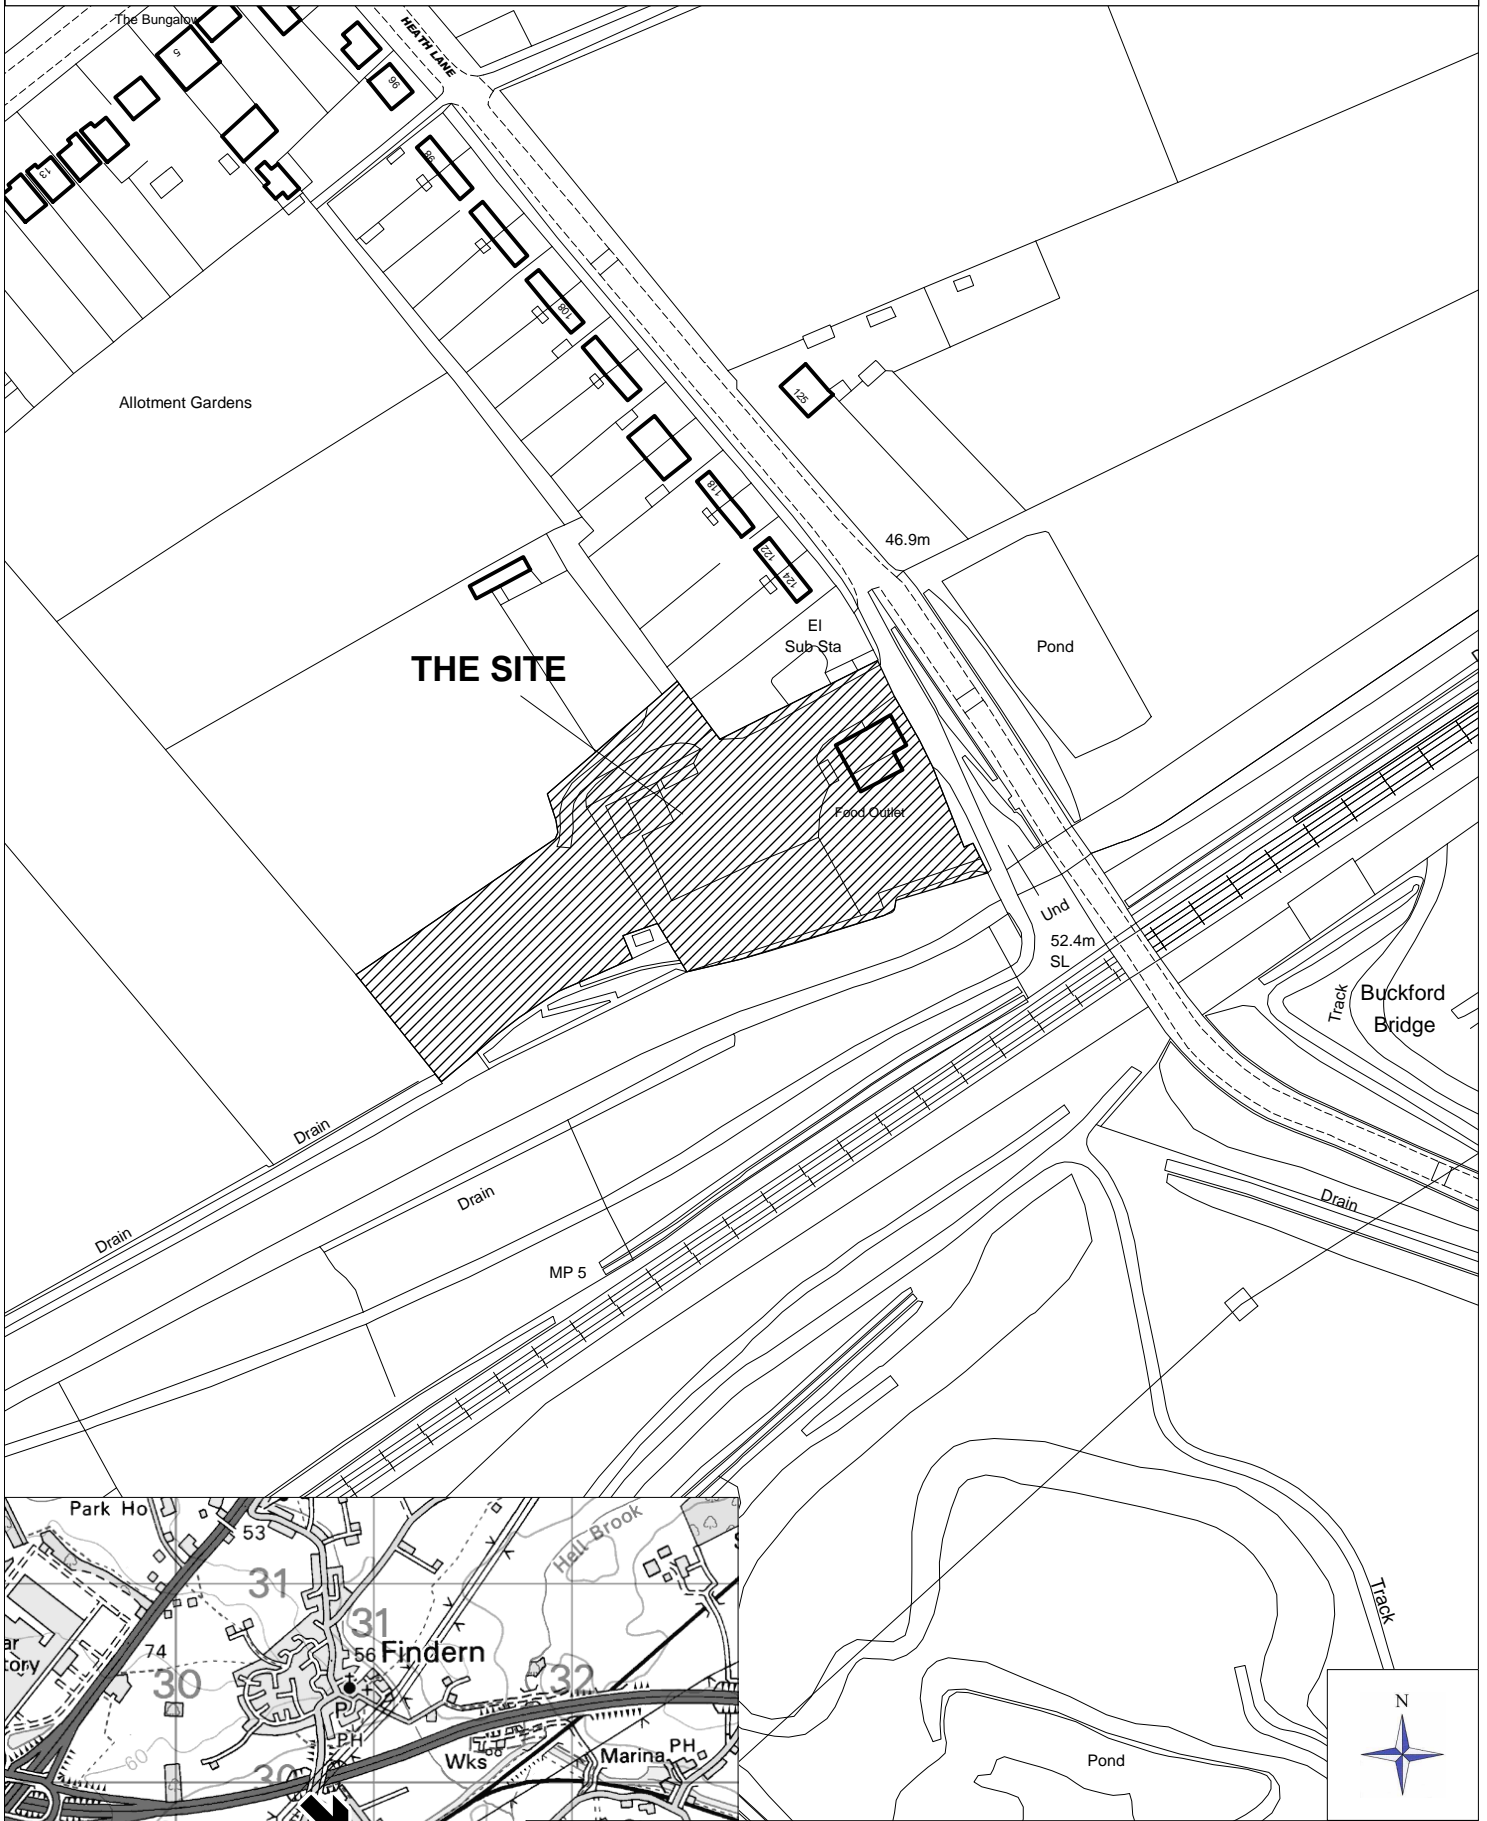 The Bungalow
HEATH LANE
5
96
13
98
108
Allotment Gardens
125
118
46.9m
122
124
El
Sub Sta
Pond
THE SITE
Food Outlet
Und
52.4m
SL
Track
Buckford
Bridge
Drain
Drain
Drain
Drain
MP 5
Track
Pond
N
Park Ho
53
Hell Brook
31
31
74
56
Findern
30
32
P
PH
60
Wks
Marina
PH
30